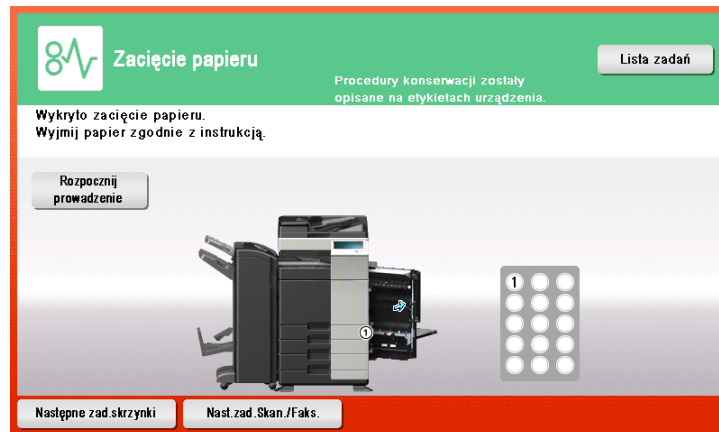 Zacięcie papieru
Lista zadań
Procedury konserwacji zostały
opisane na etykietach urządzenia.
Wykryto zacięcie papieru.
Wyjmij papier zgodnie z instrukcją.
Rozpocznij
prowadzenie
1
1
Następne zad.skrzynki
Nast.zad.Skan./Faks.